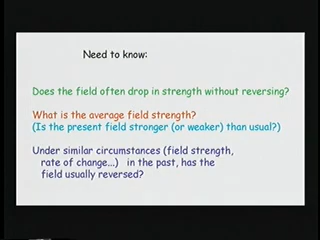 Need to know:
Does the field often drop in strength without reversing?
What is the average field strength?
(Is the present field stronger (or weaker) than usual?)
Under similar circumstances (field strength,
rate of change...) in the past, has the
field usually reversed?